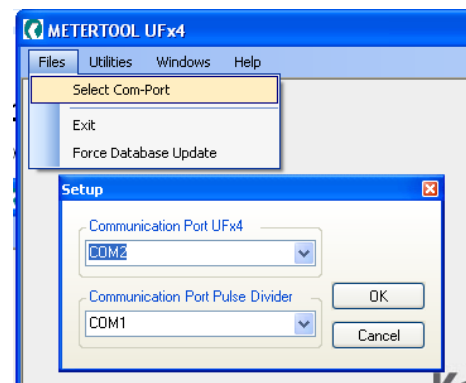 METERTOOL UFx4
Files Utilities Windows Help
Select Com-Port
Exit
Force Database Update
Setup
Communication Port UFx4
COM2
Communication Port Pulse Divider
COM1
OK
Cancel